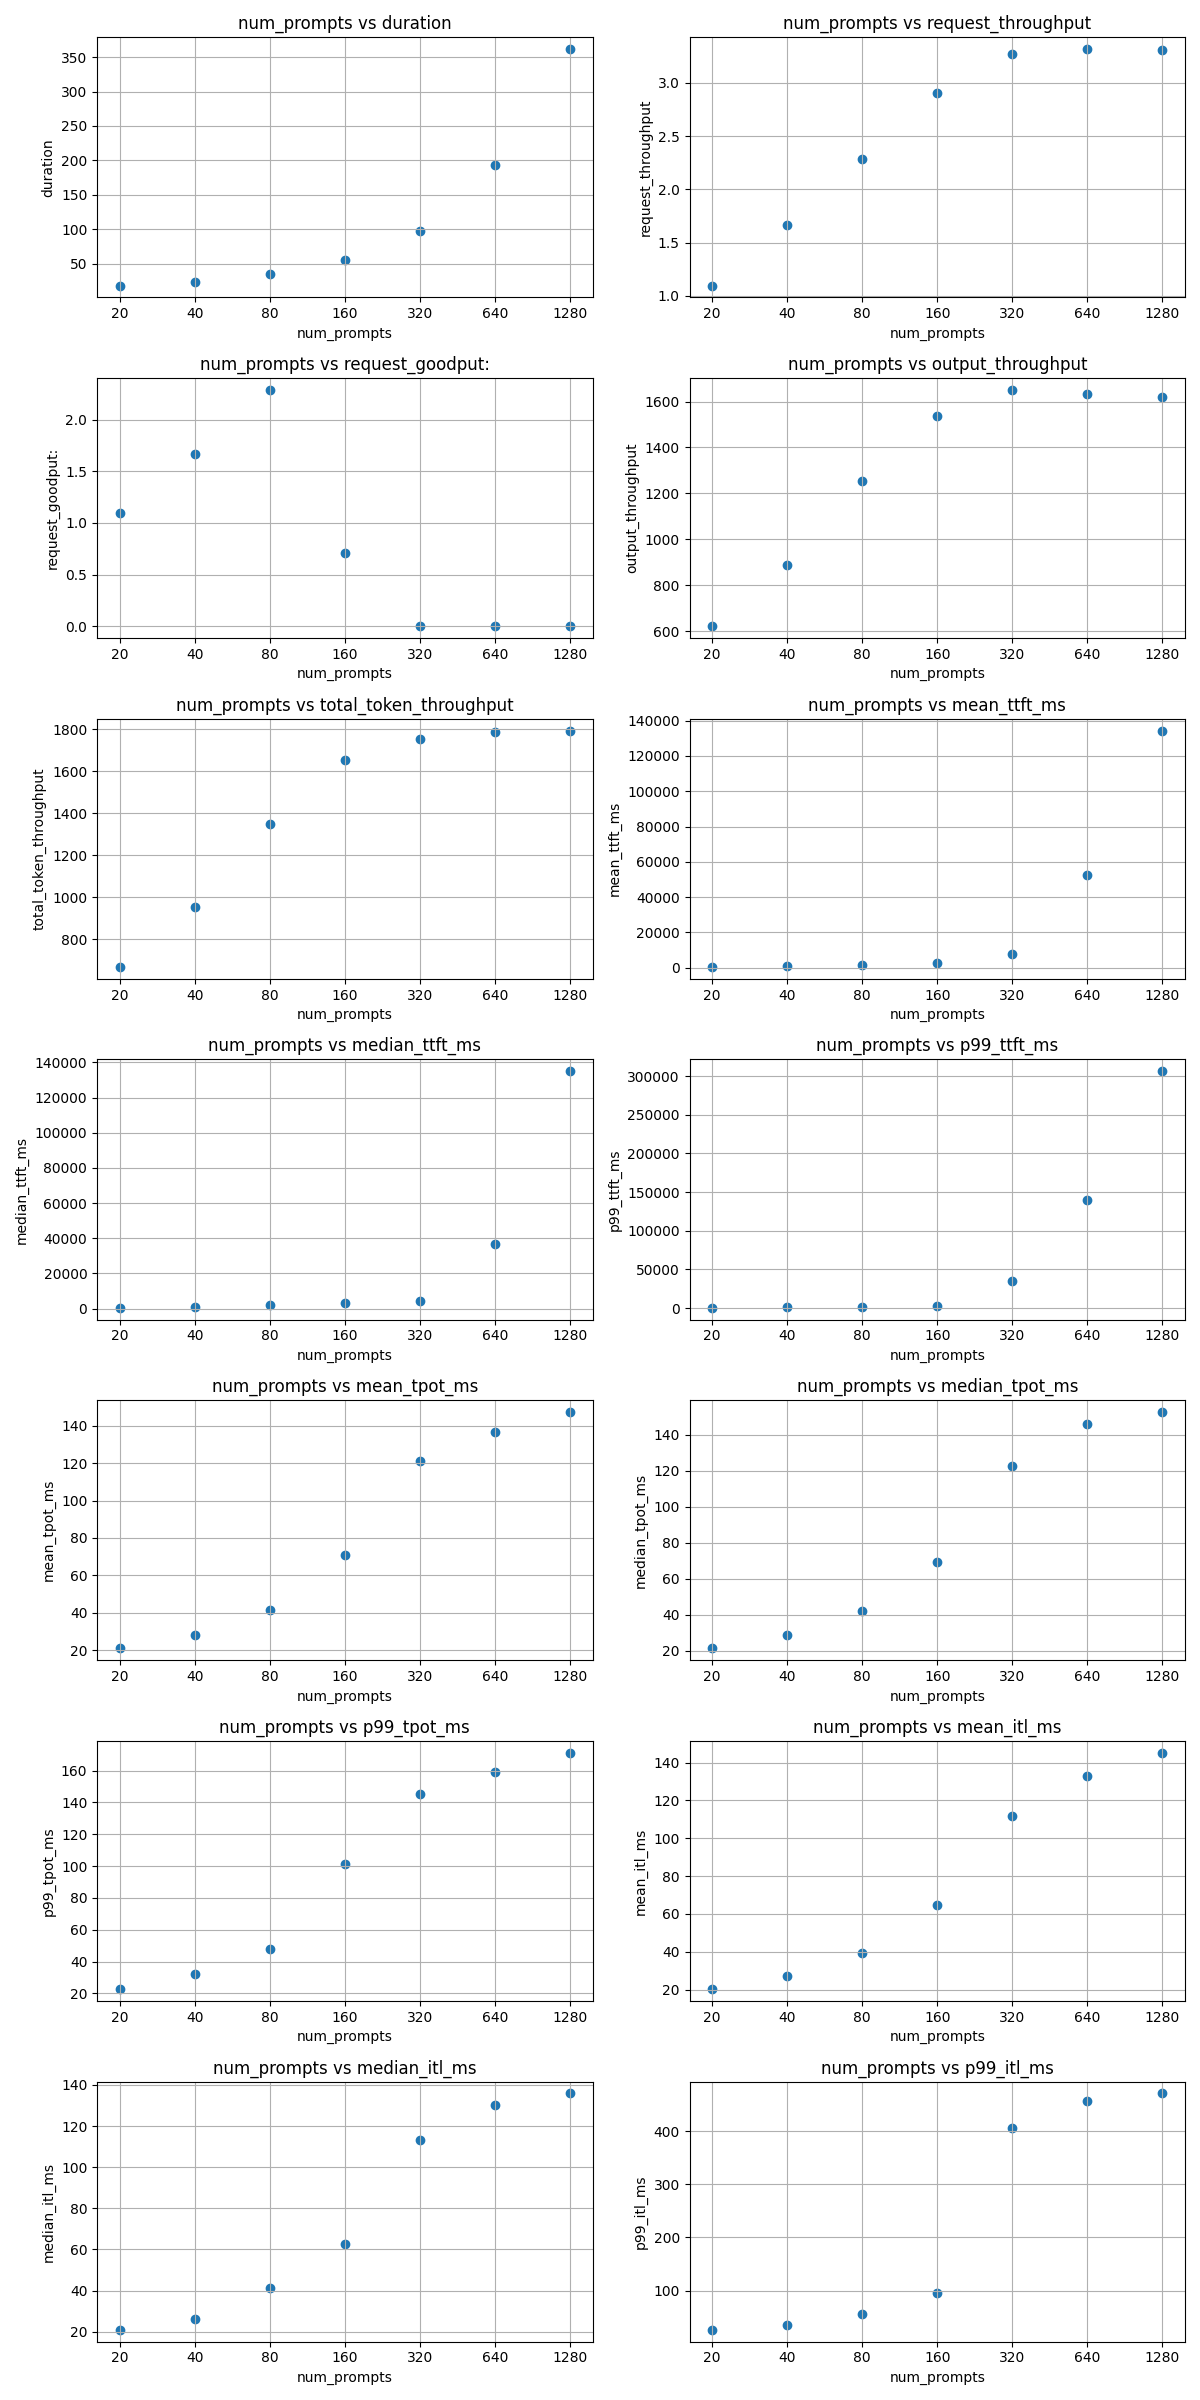 num_prompts vs duration
350
300
250
200
150
100
50
duration
20 40 80 160 320 640 1280
num_prompts
num_prompts vs request_throughput
3.0
2.5
2.0
1.5
1.0
request_throughput
20 40 80 160 320 640 1280
num_prompts
num_prompts vs request_goodput:
2.0
1.5
1.0
0.5
0.0
request_goodput:
20 40 80 160 320 640 1280
num_prompts
num_prompts vs output_throughput
1600
1400
1200
1000
800
600
output_throughput
20 40 80 160 320 640 1280
num_prompts
num_prompts vs total_token_throughput
1800
1600
1400
1200
1000
800
total_token_throughput
20 40 80 160 320 640 1280
num_prompts
num_prompts vs mean_ttft_ms
140000
120000
100000
80000
60000
40000
20000
0
mean_ttft_ms
20 40 80 160 320 640 1280
num_prompts
num_prompts vs median_ttft_ms
140000
120000
100000
80000
60000
40000
20000
0
median_ttft_ms
20 40 80 160 320 640 1280
num_prompts
num_prompts vs p99_ttft_ms
300000
250000
200000
150000
100000
50000
0
p99_ttft_ms
20 40 80 160 320 640 1280
num_prompts
num_prompts vs mean_tpot_ms
140
120
100
80
60
40
20
mean_tpot_ms
20 40 80 160 320 640 1280
num_prompts
num_prompts vs median_tpot_ms
140
120
100
80
60
40
20
median_tpot_ms
20 40 80 160 320 640 1280
num_prompts
num_prompts vs p99_tpot_ms
160
140
120
100
80
60
40
20
p99_tpot_ms
20 40 80 160 320 640 1280
num_prompts
num_prompts vs mean_itl_ms
140
120
100
80
60
40
20
mean_itl_ms
20 40 80 160 320 640 1280
num_prompts
num_prompts vs median_itl_ms
140
120
100
80
60
40
20
median_itl_ms
20 40 80 160 320 640 1280
num_prompts
num_prompts vs p99_itl_ms
400
300
200
100
p99_itl_ms
20 40 80 160 320 640 1280
num_prompts